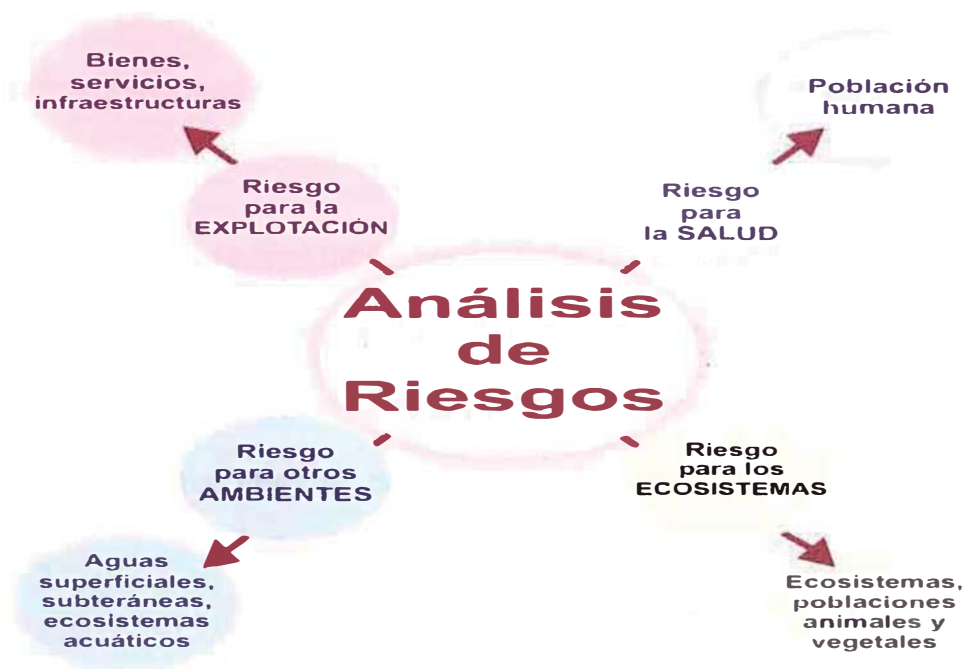 Bienes,
servicios,
infraestructuras
Población
humana
Riesgo
para la
EXPLOTACIÓN
Riesgo
para
la SALUD
Análisis
de
Riesgos
Riesgo
para otros
AMBIENTES
Riesgo
para los
ECOSISTEMAS
Aguas
superficiales,
subteráneas,
ecosistemas
acuáticos
Ecosistemas,
poblaciones
animales y
vegetales